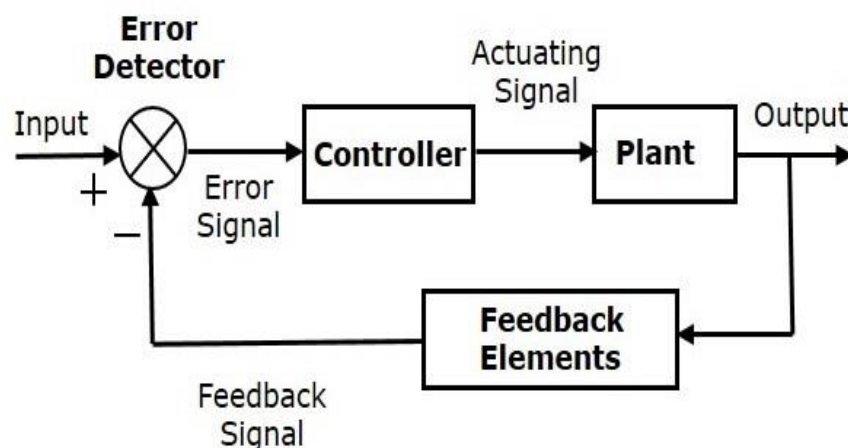 Error
Detector
Input
+
−
Error
Signal
Controller
Actuating
Signal
Plant
Output
Feedback
Elements
Feedback
Signal